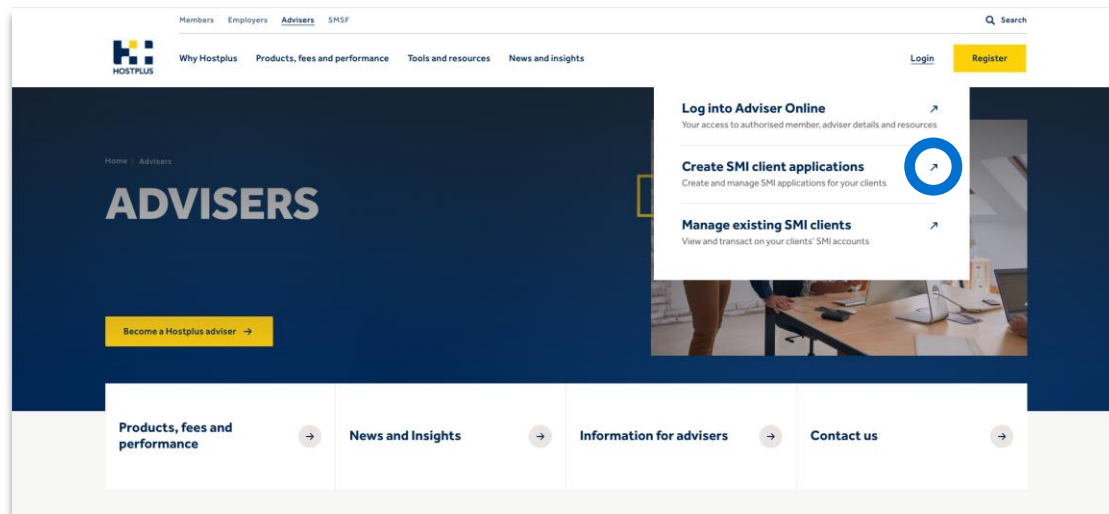 Members Employers Advisers SMSF
Search
HOSTPLUS
Why Hostplus Products, fees and performance Tools and resources News and insights
Login
Register
Log into Adviser Online
Your access to authorised member, adviser details and resources
Create SMI client applications
Create and manage SMI applications for your clients
Manage existing SMI clients
View and transact on your clients' SMI accounts
Home Advisers
ADVISERS
Become a Hostplus adviser
Products, fees and
performance
News and Insights
Information for advisers
Contact us